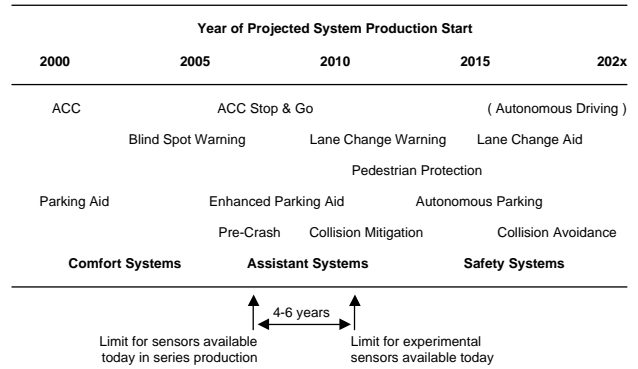 Year of Projected System Production Start
2000 2005 2010 2015 202x
ACC ACC Stop & Go ( Autonomous Driving )
Blind Spot Warning Lane Change Warning Lane Change Aid
Pedestrian Protection
Parking Aid Enhanced Parking Aid Autonomous Parking
Pre-Crash Collision Mitigation Collision Avoidance
Comfort Systems Assistant Systems Safety Systems
4-6 years
Limit for sensors available
today in series production
Limit for experimental
sensors available today